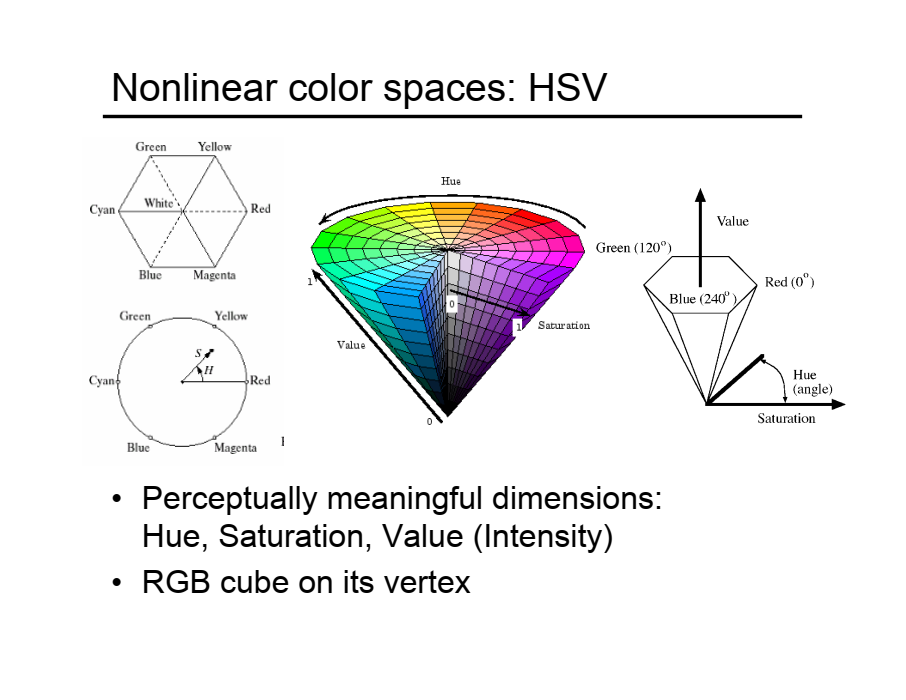 Nonlinear color spaces: HSV
Green Yellow
Cyan White Red
Blue Magenta
Green Yellow
S
H
Cyan Red
Blue Magenta
Hue
1
0
1 Saturation
Value
0
Value
Green (120°)
Red (0°)
Blue (240°)
Hue
(angle)
Saturation
• Perceptually meaningful dimensions:
Hue, Saturation, Value (Intensity)
• RGB cube on its vertex